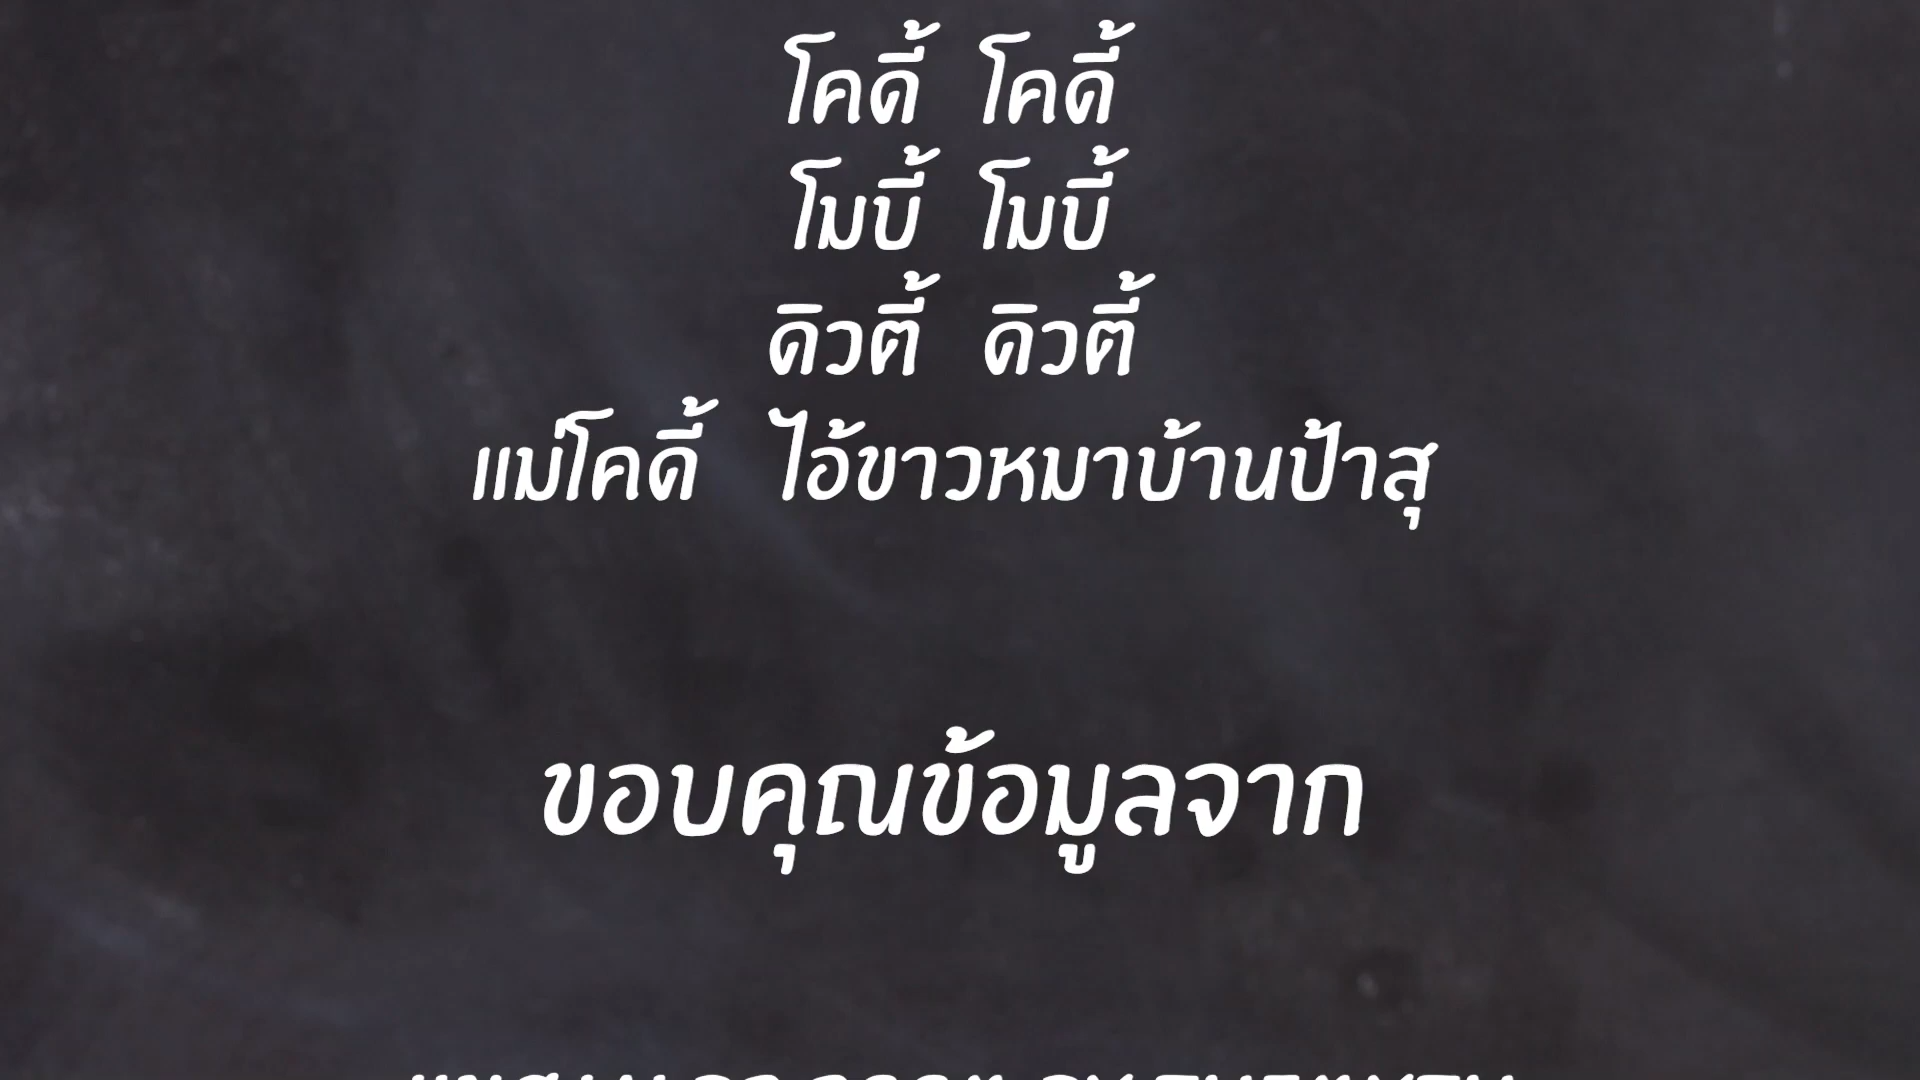 โคดี้ โคดี้
โมบี้ โมบี้
ดิวตี้ ดิวตี้
แม่โคดี้ ไอ้ขาวหมาบ้านป้าสุ
ขอบคุณข้อมูลจาก